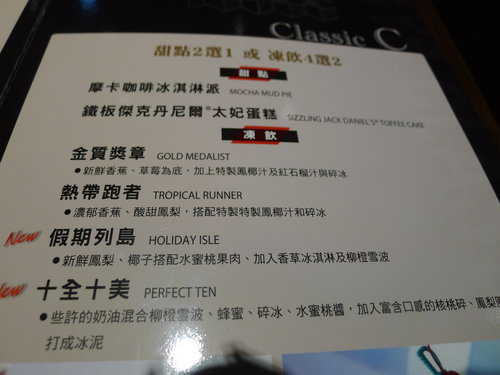 Classic C
甜點2選1 或 凍飲4選2
甜點
摩卡咖啡冰淇淋派 MOCHA MUD PIE
鐵板傑克丹尼爾®太妃蛋糕 SIZZLING JACK DANIEL'S® TOFFEE CAKE
凍飲
金質獎章 GOLD MEDALIST
●新鮮香蕉、草莓為底，加上特製鳳椰汁及紅石榴汁與碎冰
熱帶跑者 TROPICAL RUNNER
●濃郁香蕉、酸甜鳳梨，搭配特製特製鳳椰汁和碎冰
New 假期列島 HOLIDAY ISLE
●新鮮鳳梨、椰子搭配水蜜桃果肉、加入香草冰淇淋及柳橙雪波
New 十全十美 PERFECT TEN
●些許的奶油混合柳橙雪波、蜂蜜、碎冰、水蜜桃醬，加入富含口感的核桃碎、鳳梨
打成冰泥